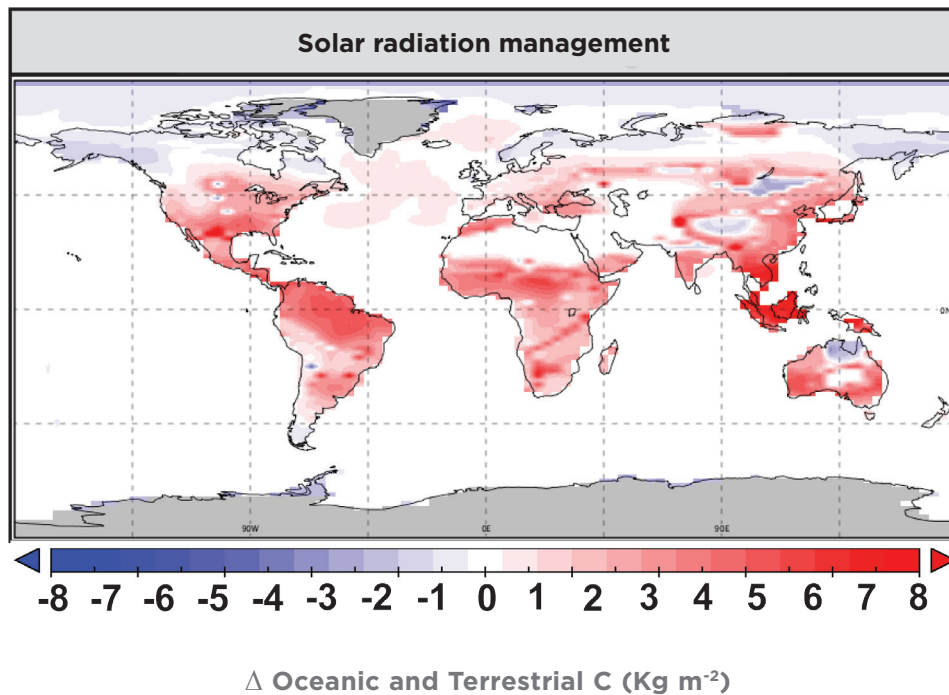 Solar radiation management
0N
90W 0E 90E
-8 -7 -6 -5 -4 -3 -2 -1 0 1 2 3 4 5 6 7 8
Δ Oceanic and Terrestrial C (Kg m⁻²)